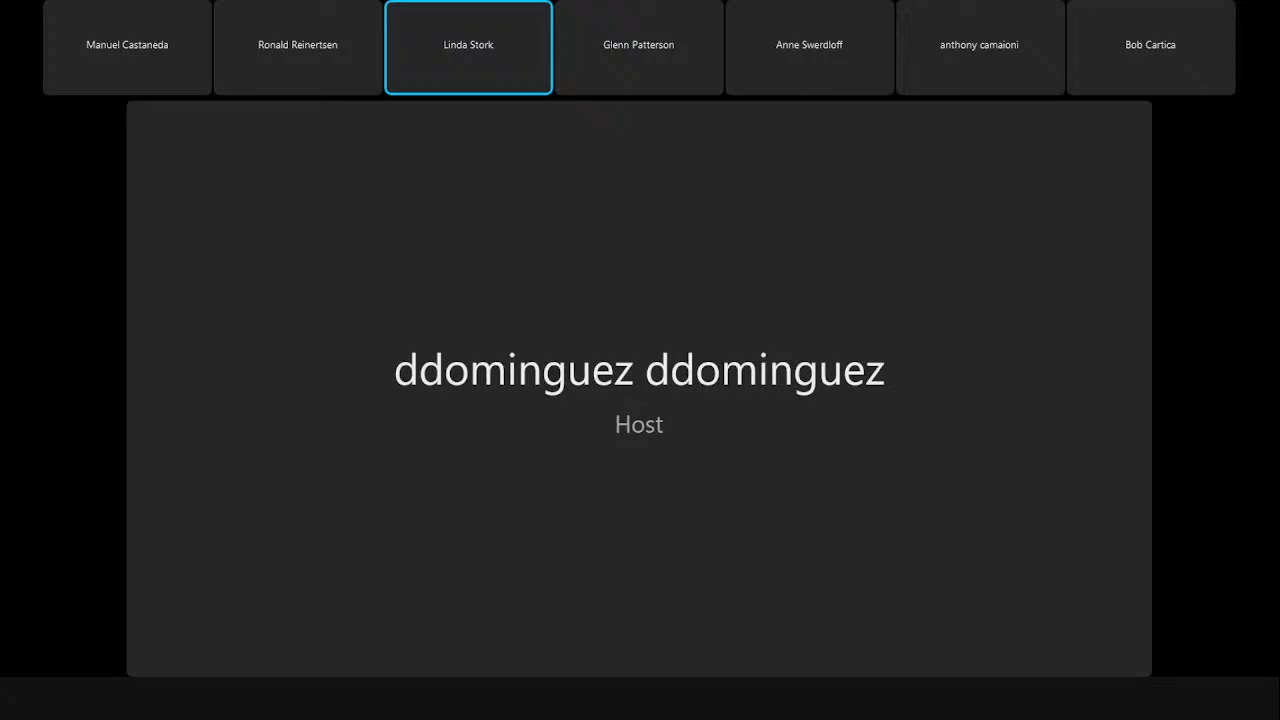 Manuel Castaneda
Ronald Reinertsen
Linda Stork
Glenn Patterson
Anne Swerdloff
anthony camaioni
Bob Cartica
ddominguez ddominguez
Host